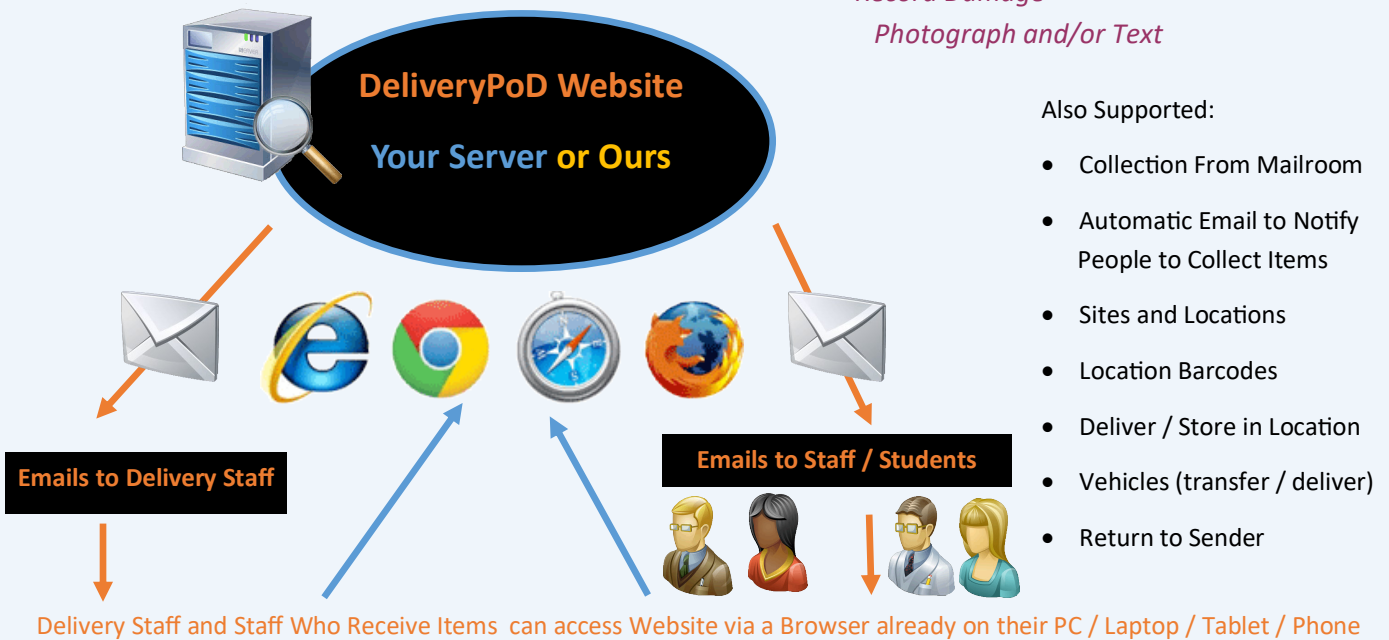 Record Damage
Photograph and/or Text
DeliveryPoD Website
Your Server or Ours
Also Supported:
• Collection From Mailroom
• Automatic Email to Notify
People to Collect Items
• Sites and Locations
• Location Barcodes
• Deliver / Store in Location
• Vehicles (transfer / deliver)
• Return to Sender
Emails to Delivery Staff
Emails to Staff / Students
Delivery Staff and Staff Who Receive Items can access Website via a Browser already on their PC / Laptop / Tablet / Phone